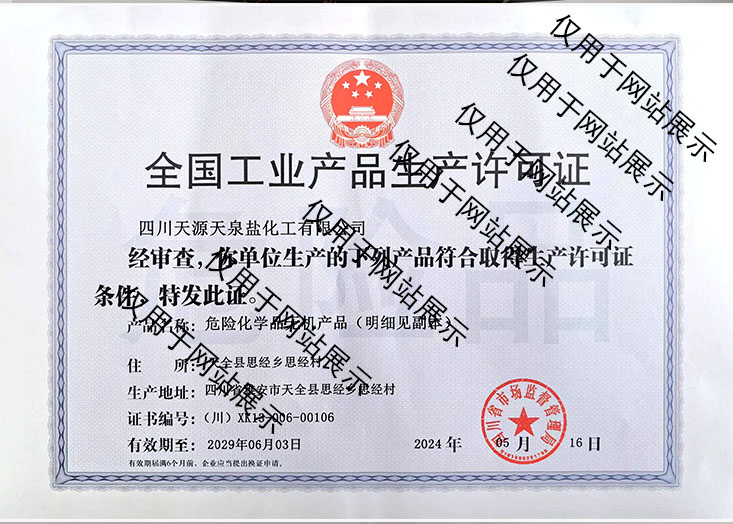 全国工业产品生产许可证
四川天源天泉盐化工有限公司
经审查，你单位生产的下列产品符合取得生产许可证
条件，特发此证。
产品名称：危险化学品无机产品（明细见副本）
住 所：天全县思经乡思经村
生产地址：四川省雅安市天全县思经乡思经村
证书编号：（川）XK13-006-00106
有效期至：2029年06月03日
2024 年 05 月 16 日
有效期届满6个月前，企业应当提出换证申请。
四川省市场监督管理局
仅用于网站展示
仅用于网站展示
仅用于网站展示
仅用于网站展示
仅用于网站展示
仅用于网站展示